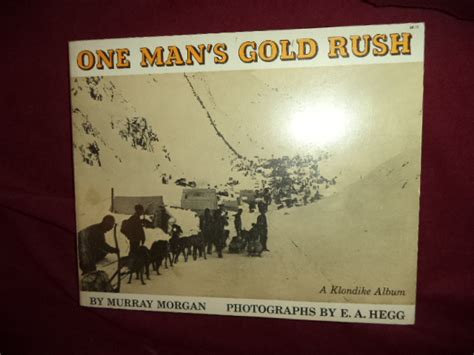 ONE MAN'S GOLD RUSH
A Klondike Album
BY MURRAY MORGAN PHOTOGRAPHS BY E. A. HEGG